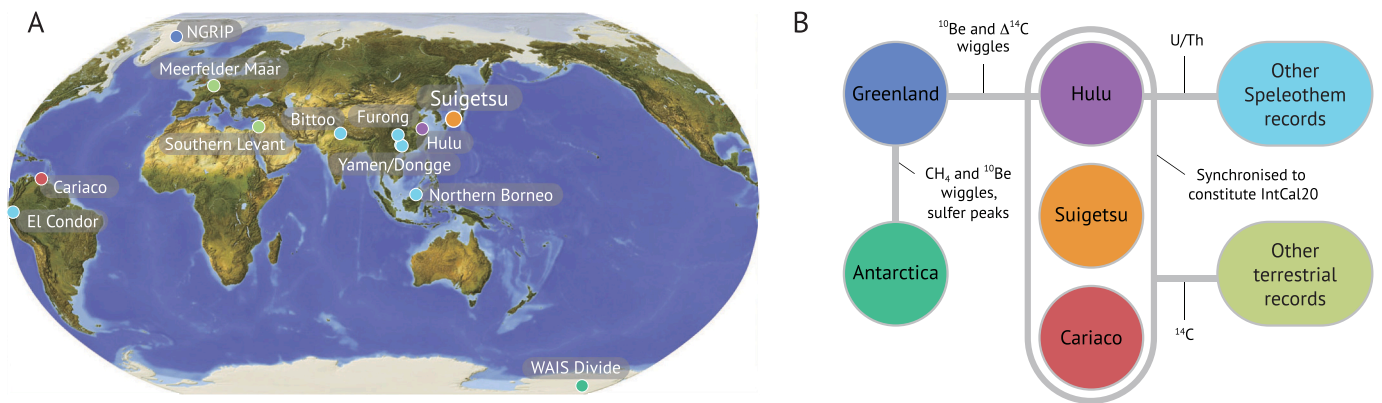 A
NGRIP
Meerfelder Maar
Suigetsu
Bittoo
Furong
Southern Levant
Hulu
Yamen/Dongge
Cariaco
Northern Borneo
El Condor
WAIS Divide
B
¹⁰Be and Δ¹⁴C
wiggles
U/Th
Greenland
Hulu
Other
Speleothem
records
CH₄ and ¹⁰Be
wiggles,
sulfer peaks
Synchronised to
constitute IntCal20
Suigetsu
Antarctica
Other
terrestrial
records
¹⁴C
Cariaco